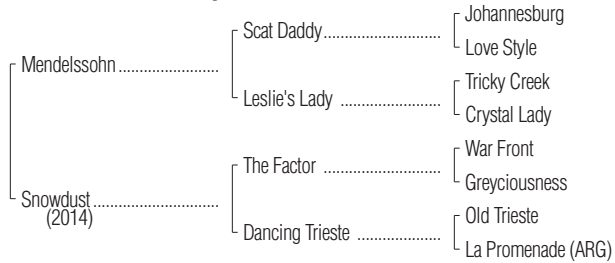 Johannesburg
Scat Daddy
Love Style
Mendelssohn
Tricky Creek
Leslie's Lady
Crystal Lady
War Front
The Factor
Greyciousness
Snowdust
(2014)
Old Trieste
Dancing Trieste
La Promenade (ARG)